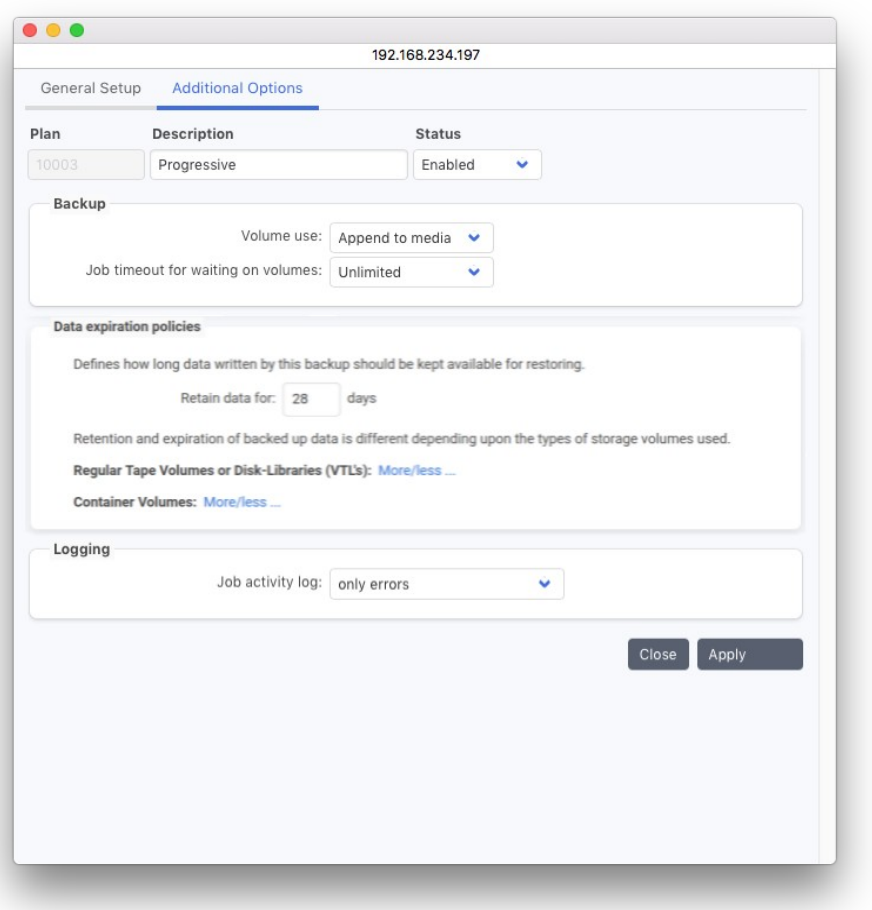 192.168.234.197
General Setup Additional Options
Plan Description Status
10003 Progressive Enabled
Backup
Volume use: Append to media
Job timeout for waiting on volumes: Unlimited
Data expiration policies
Defines how long data written by this backup should be kept available for restoring.
Retain data for: 28 days
Retention and expiration of backed up data is different depending upon the types of storage volumes used.
Regular Tape Volumes or Disk-Libraries (VTL's): More/less ...
Container Volumes: More/less ...
Logging
Job activity log: only errors
Close Apply